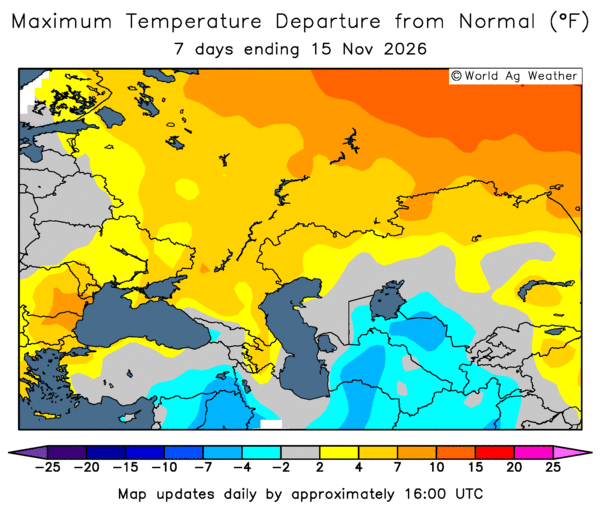 Maximum Temperature Departure from Normal (°F)
7 days ending 15 Nov 2026
© World Ag Weather
−25 −20 −15 −10 −7 −4 −2 2 4 7 10 15 20 25
Map updates daily by approximately 16:00 UTC